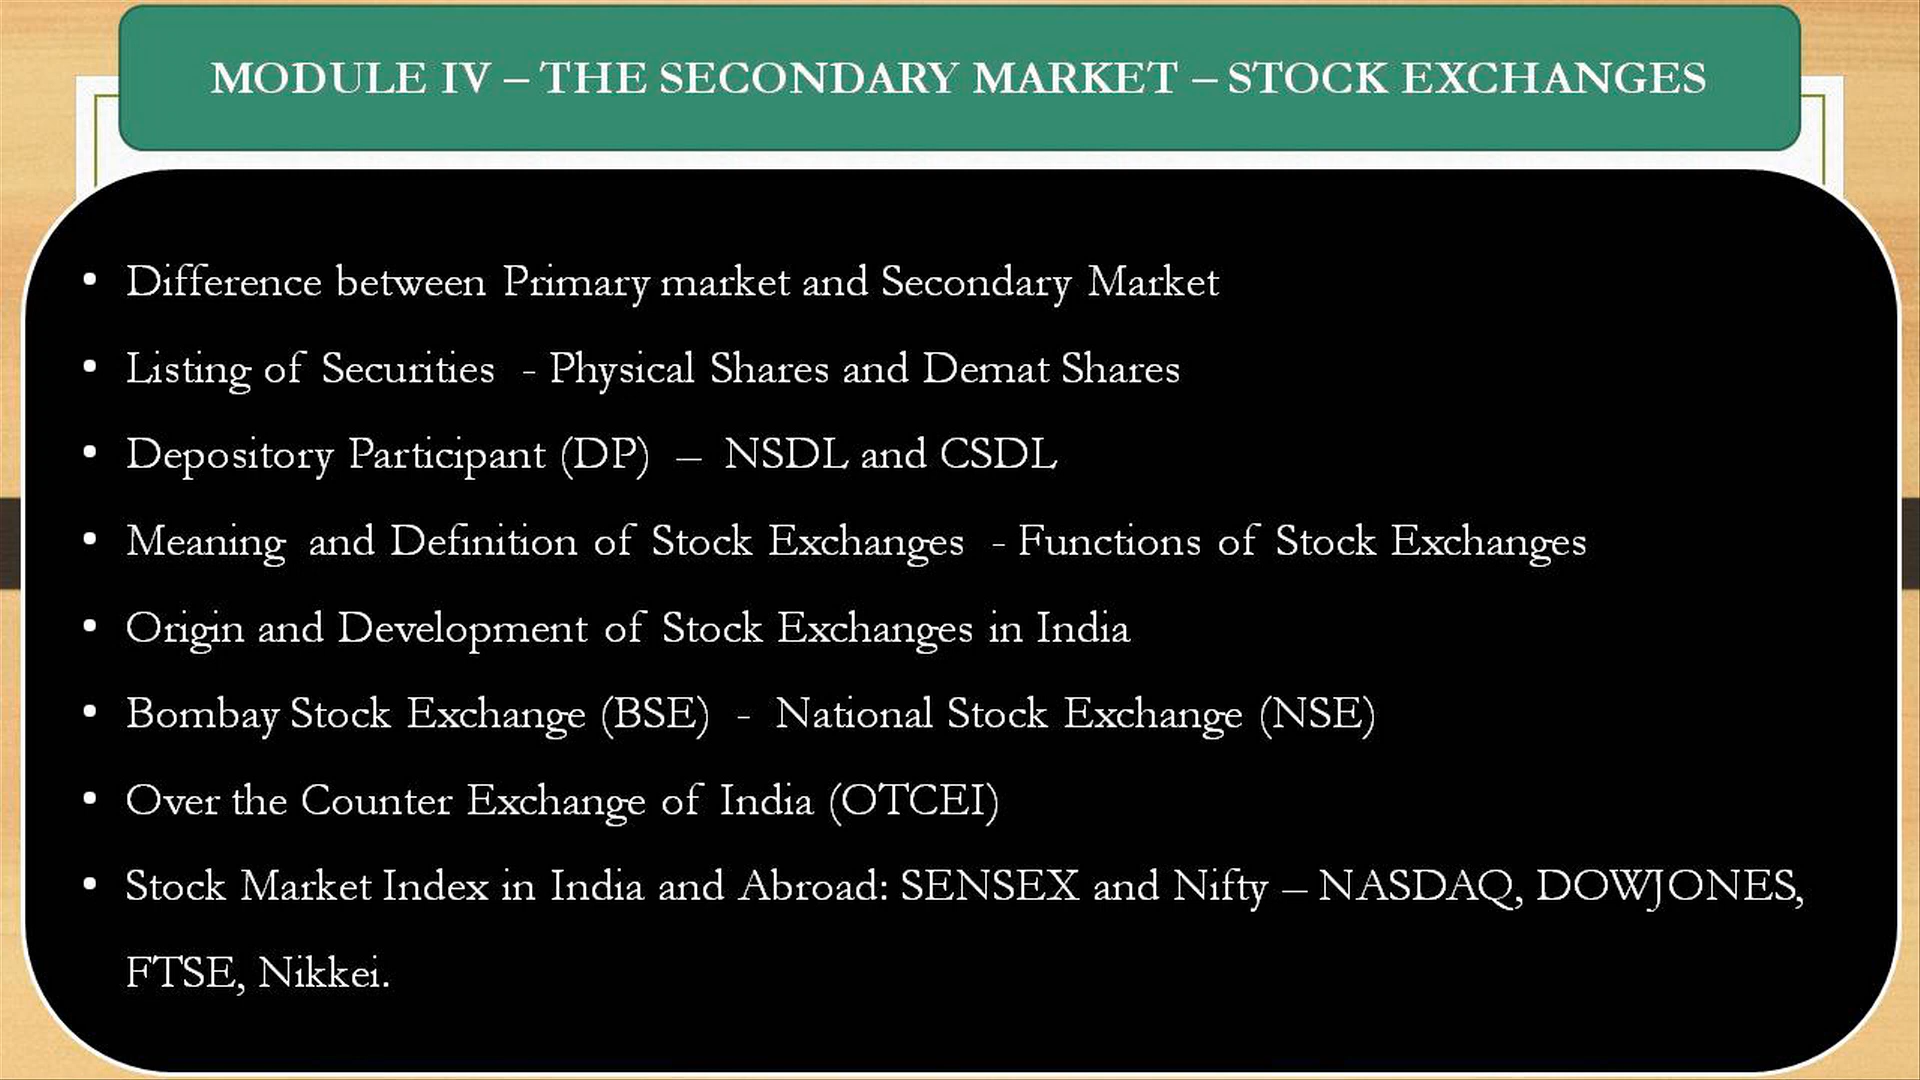 MODULE IV – THE SECONDARY MARKET – STOCK EXCHANGES
• Difference between Primary market and Secondary Market
• Listing of Securities - Physical Shares and Demat Shares
• Depository Participant (DP) – NSDL and CSDL
• Meaning and Definition of Stock Exchanges - Functions of Stock Exchanges
• Origin and Development of Stock Exchanges in India
• Bombay Stock Exchange (BSE) - National Stock Exchange (NSE)
• Over the Counter Exchange of India (OTCEI)
• Stock Market Index in India and Abroad: SENSEX and Nifty – NASDAQ, DOWJONES,
FTSE, Nikkei.